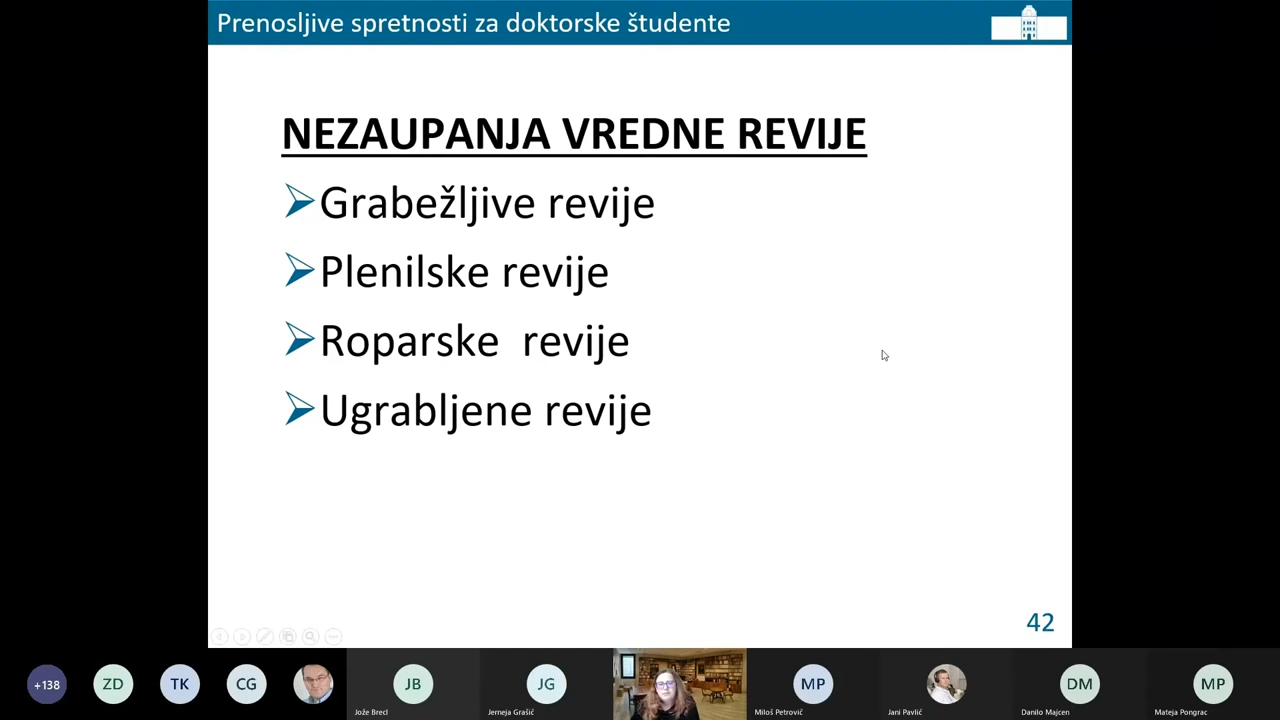 Prenosljive spretnosti za doktorske študente
NEZAUPANJA VREDNE REVIJE
Grabežljive revije
Plenilske revije
Roparske revije
Ugrabljene revije
42
+138
ZD
TK
CG
JB
JG
MP
DM
MP
Jože Brecl
Jerneja Grašič
Miloš Petrovič
Jani Pavlič
Danilo Majcen
Mateja Pongrac